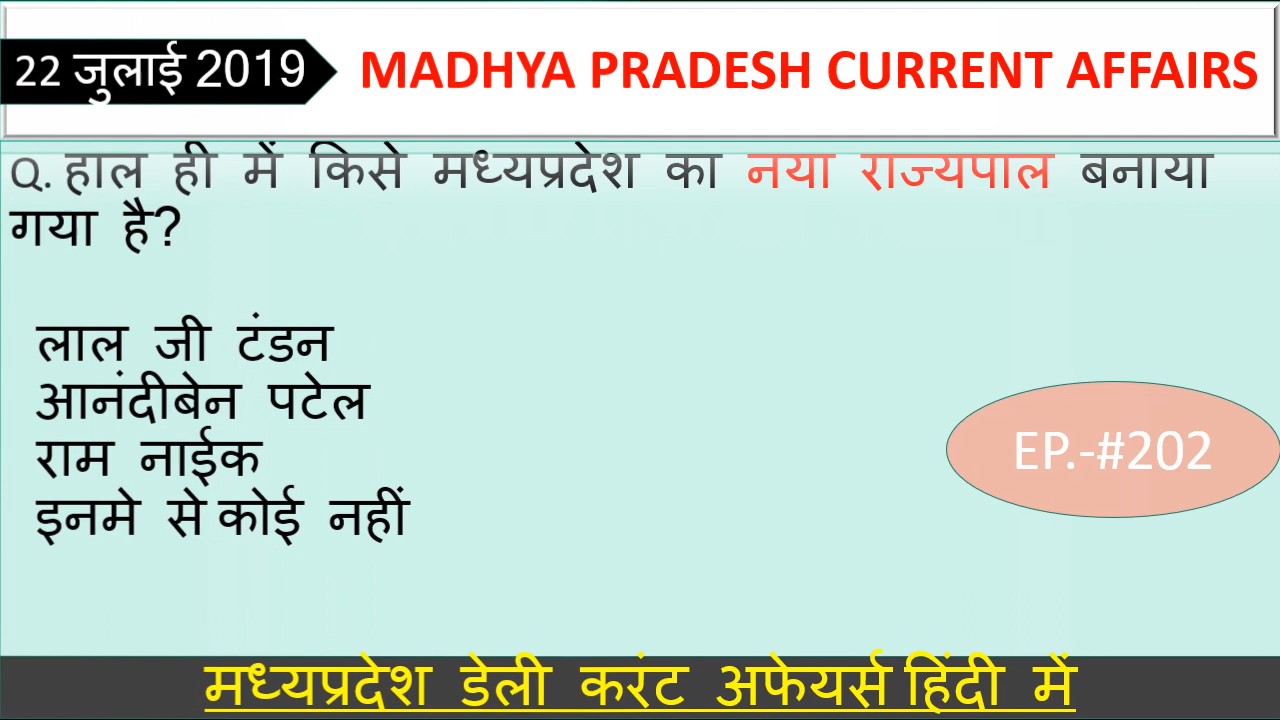 22 जुलाई 2019
MADHYA PRADESH CURRENT AFFAIRS
Q. हाल ही में किसे मध्यप्रदेश का नया राज्यपाल बनाया
गया है?
लाल जी टंडन
आनंदीबेन पटेल
राम नाईक
इनमे से कोई नहीं
EP.-#202
मध्यप्रदेश डेली करंट अफेयर्स हिंदी में